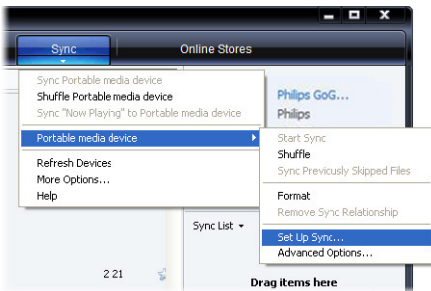 Sync
Online Stores
Sync Portable media device
Shuffle Portable media device
Sync "Now Playing" to Portable media device
Portable media device
Refresh Devices
More Options...
Help
Philips GoG...
Philips
Start Sync
Shuffle
Sync Previously Skipped Files
Format
Remove Sync Relationship
Set Up Sync...
Advanced Options...
Sync List
2 21
Drag items here